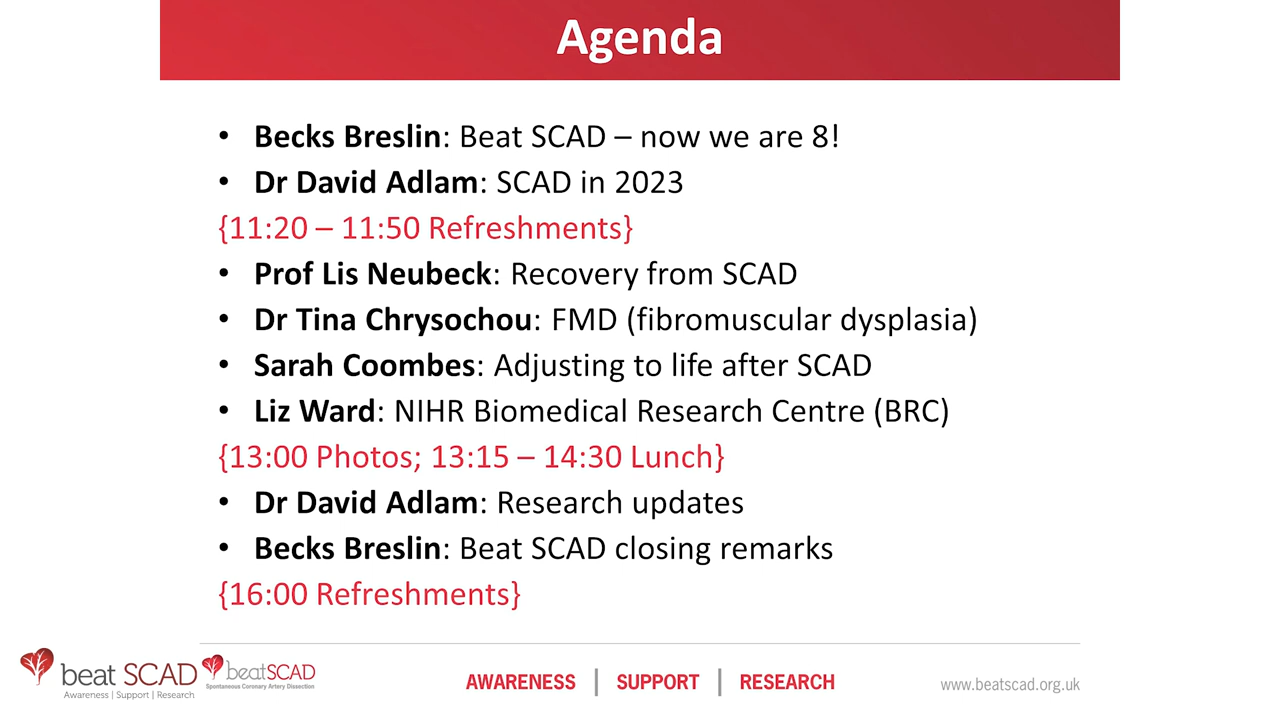 Agenda
• Becks Breslin: Beat SCAD – now we are 8!
• Dr David Adlam: SCAD in 2023
{11:20 – 11:50 Refreshments}
• Prof Lis Neubeck: Recovery from SCAD
• Dr Tina Chrysochou: FMD (fibromuscular dysplasia)
• Sarah Coombes: Adjusting to life after SCAD
• Liz Ward: NIHR Biomedical Research Centre (BRC)
{13:00 Photos; 13:15 – 14:30 Lunch}
• Dr David Adlam: Research updates
• Becks Breslin: Beat SCAD closing remarks
{16:00 Refreshments}
beat SCAD
Awareness | Support | Research
beatSCAD
Spontaneous Coronary Artery Dissection
AWARENESS | SUPPORT | RESEARCH
www.beatscad.org.uk